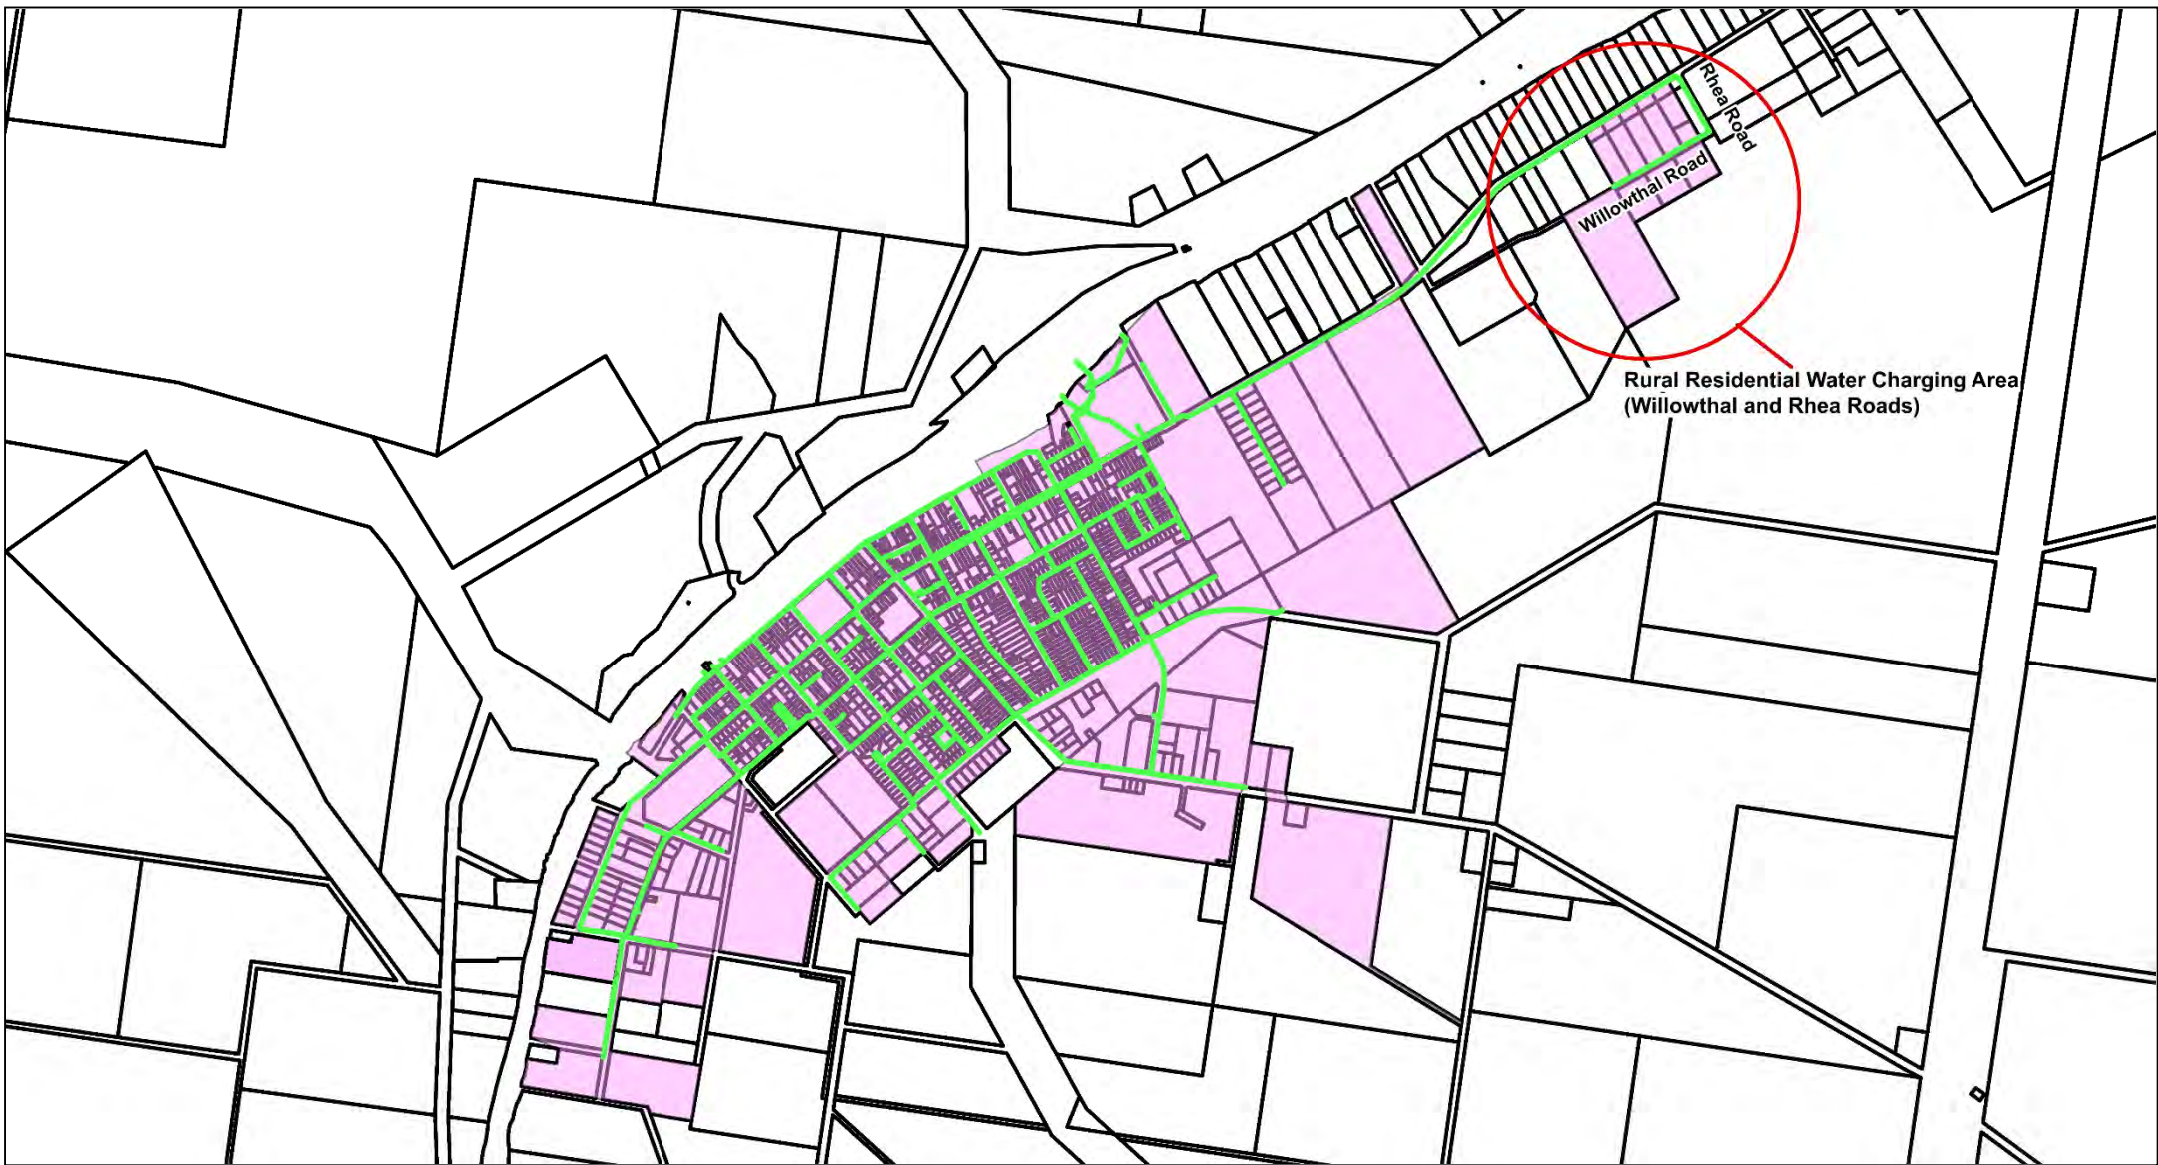 Rhea Road
Willowthal Road
Rural Residential Water Charging Area
(Willowthal and Rhea Roads)